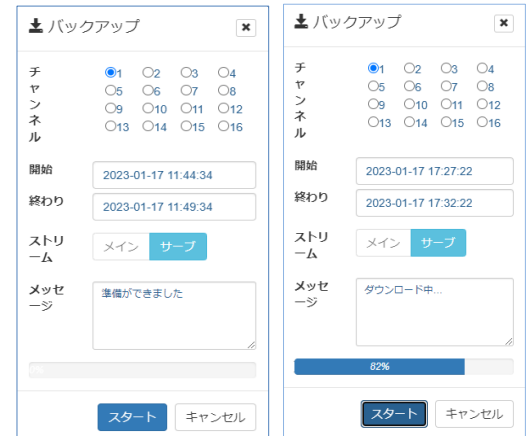 バックアップ
チャンネル
1 2 3 4
5 6 7 8
9 10 11 12
13 14 15 16
開始
2023-01-17 11:44:34
終わり
2023-01-17 11:49:34
ストリーム
メイン サーブ
メッセージ
準備ができました
スタート キャンセル
バックアップ
チャンネル
1 2 3 4
5 6 7 8
9 10 11 12
13 14 15 16
開始
2023-01-17 17:27:22
終わり
2023-01-17 17:32:22
ストリーム
メイン サーブ
メッセージ
ダウンロード中...
82%
スタート キャンセル